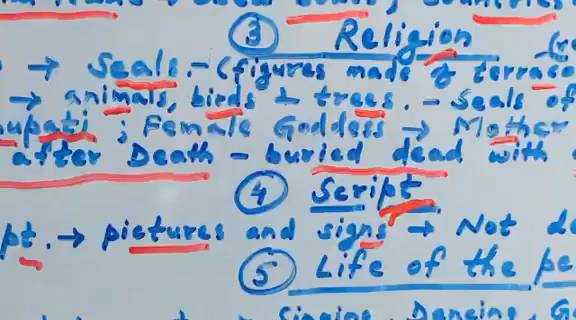 ③ Religion
→ Seals. - (figures made of terraco
→ animals, birds & trees. - Seals of
upati ; Female Goddess → Mother
after Death - buried dead with
④ Script
pt. → pictures and signs → Not de
⑤ Life of the pe
Singing, Dancing, G